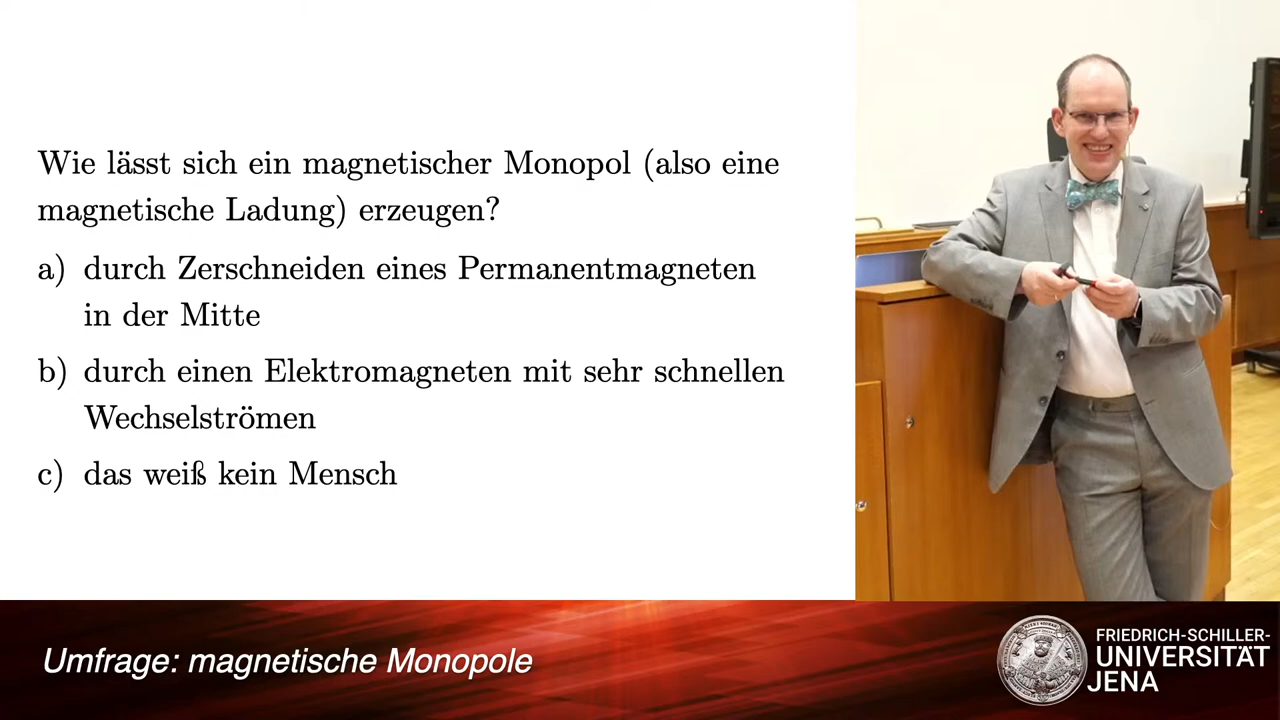 Wie lässt sich ein magnetischer Monopol (also eine
magnetische Ladung) erzeugen?
a) durch Zerschneiden eines Permanentmagneten
in der Mitte
b) durch einen Elektromagneten mit sehr schnellen
Wechselströmen
c) das weiß kein Mensch
Umfrage: magnetische Monopole
FRIEDRICH-SCHILLER-
UNIVERSITÄT
JENA